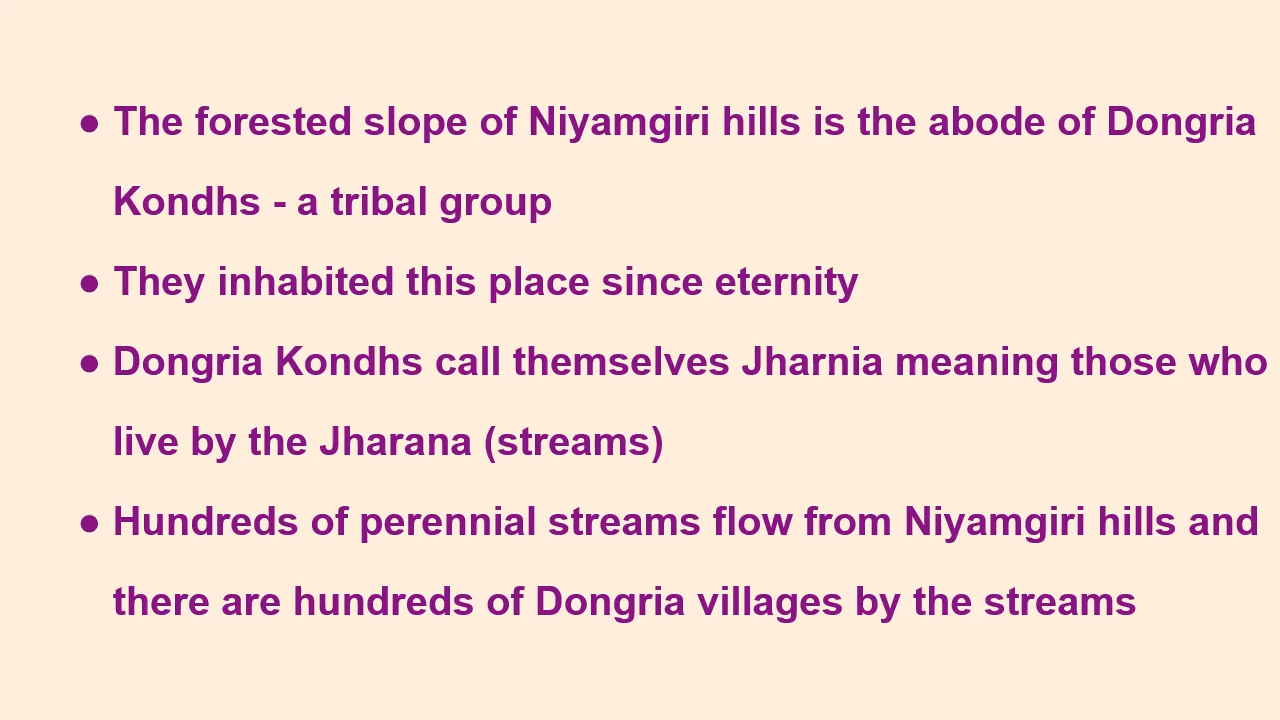 ● The forested slope of Niyamgiri hills is the abode of Dongria
Kondhs - a tribal group
● They inhabited this place since eternity
● Dongria Kondhs call themselves Jharnia meaning those who
live by the Jharana (streams)
● Hundreds of perennial streams flow from Niyamgiri hills and
there are hundreds of Dongria villages by the streams